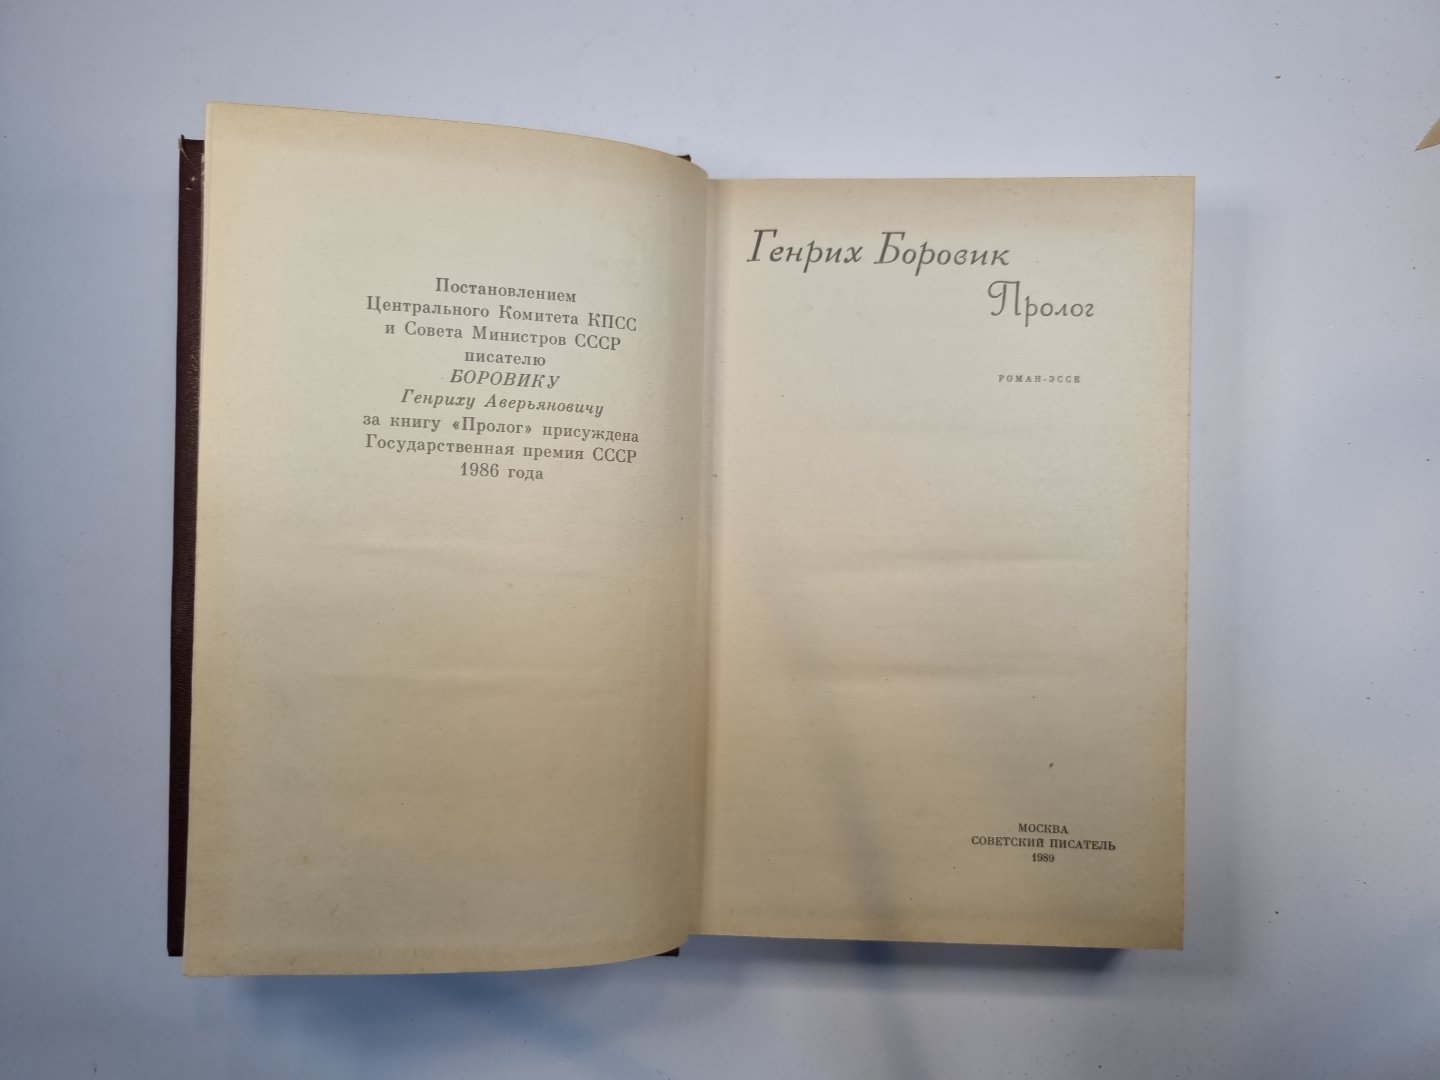 Постановлением
Центрального Комитета КПСС
и Совета Министров СССР
писателю
БОРОВИКУ
Генриху Аверьяновичу
за книгу «Пролог» присуждена
Государственная премия СССР
1986 года
Генрих Боровик
Пролог
РОМАН-ЭССЕ
МОСКВА
СОВЕТСКИЙ ПИСАТЕЛЬ
1989